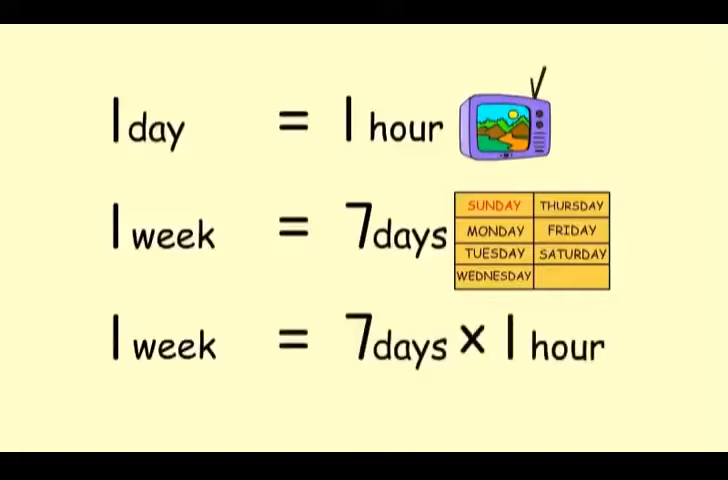 1 day = 1 hour
1 week = 7 days
SUNDAY THURSDAY
MONDAY FRIDAY
TUESDAY SATURDAY
WEDNESDAY
1 week = 7 days × 1 hour